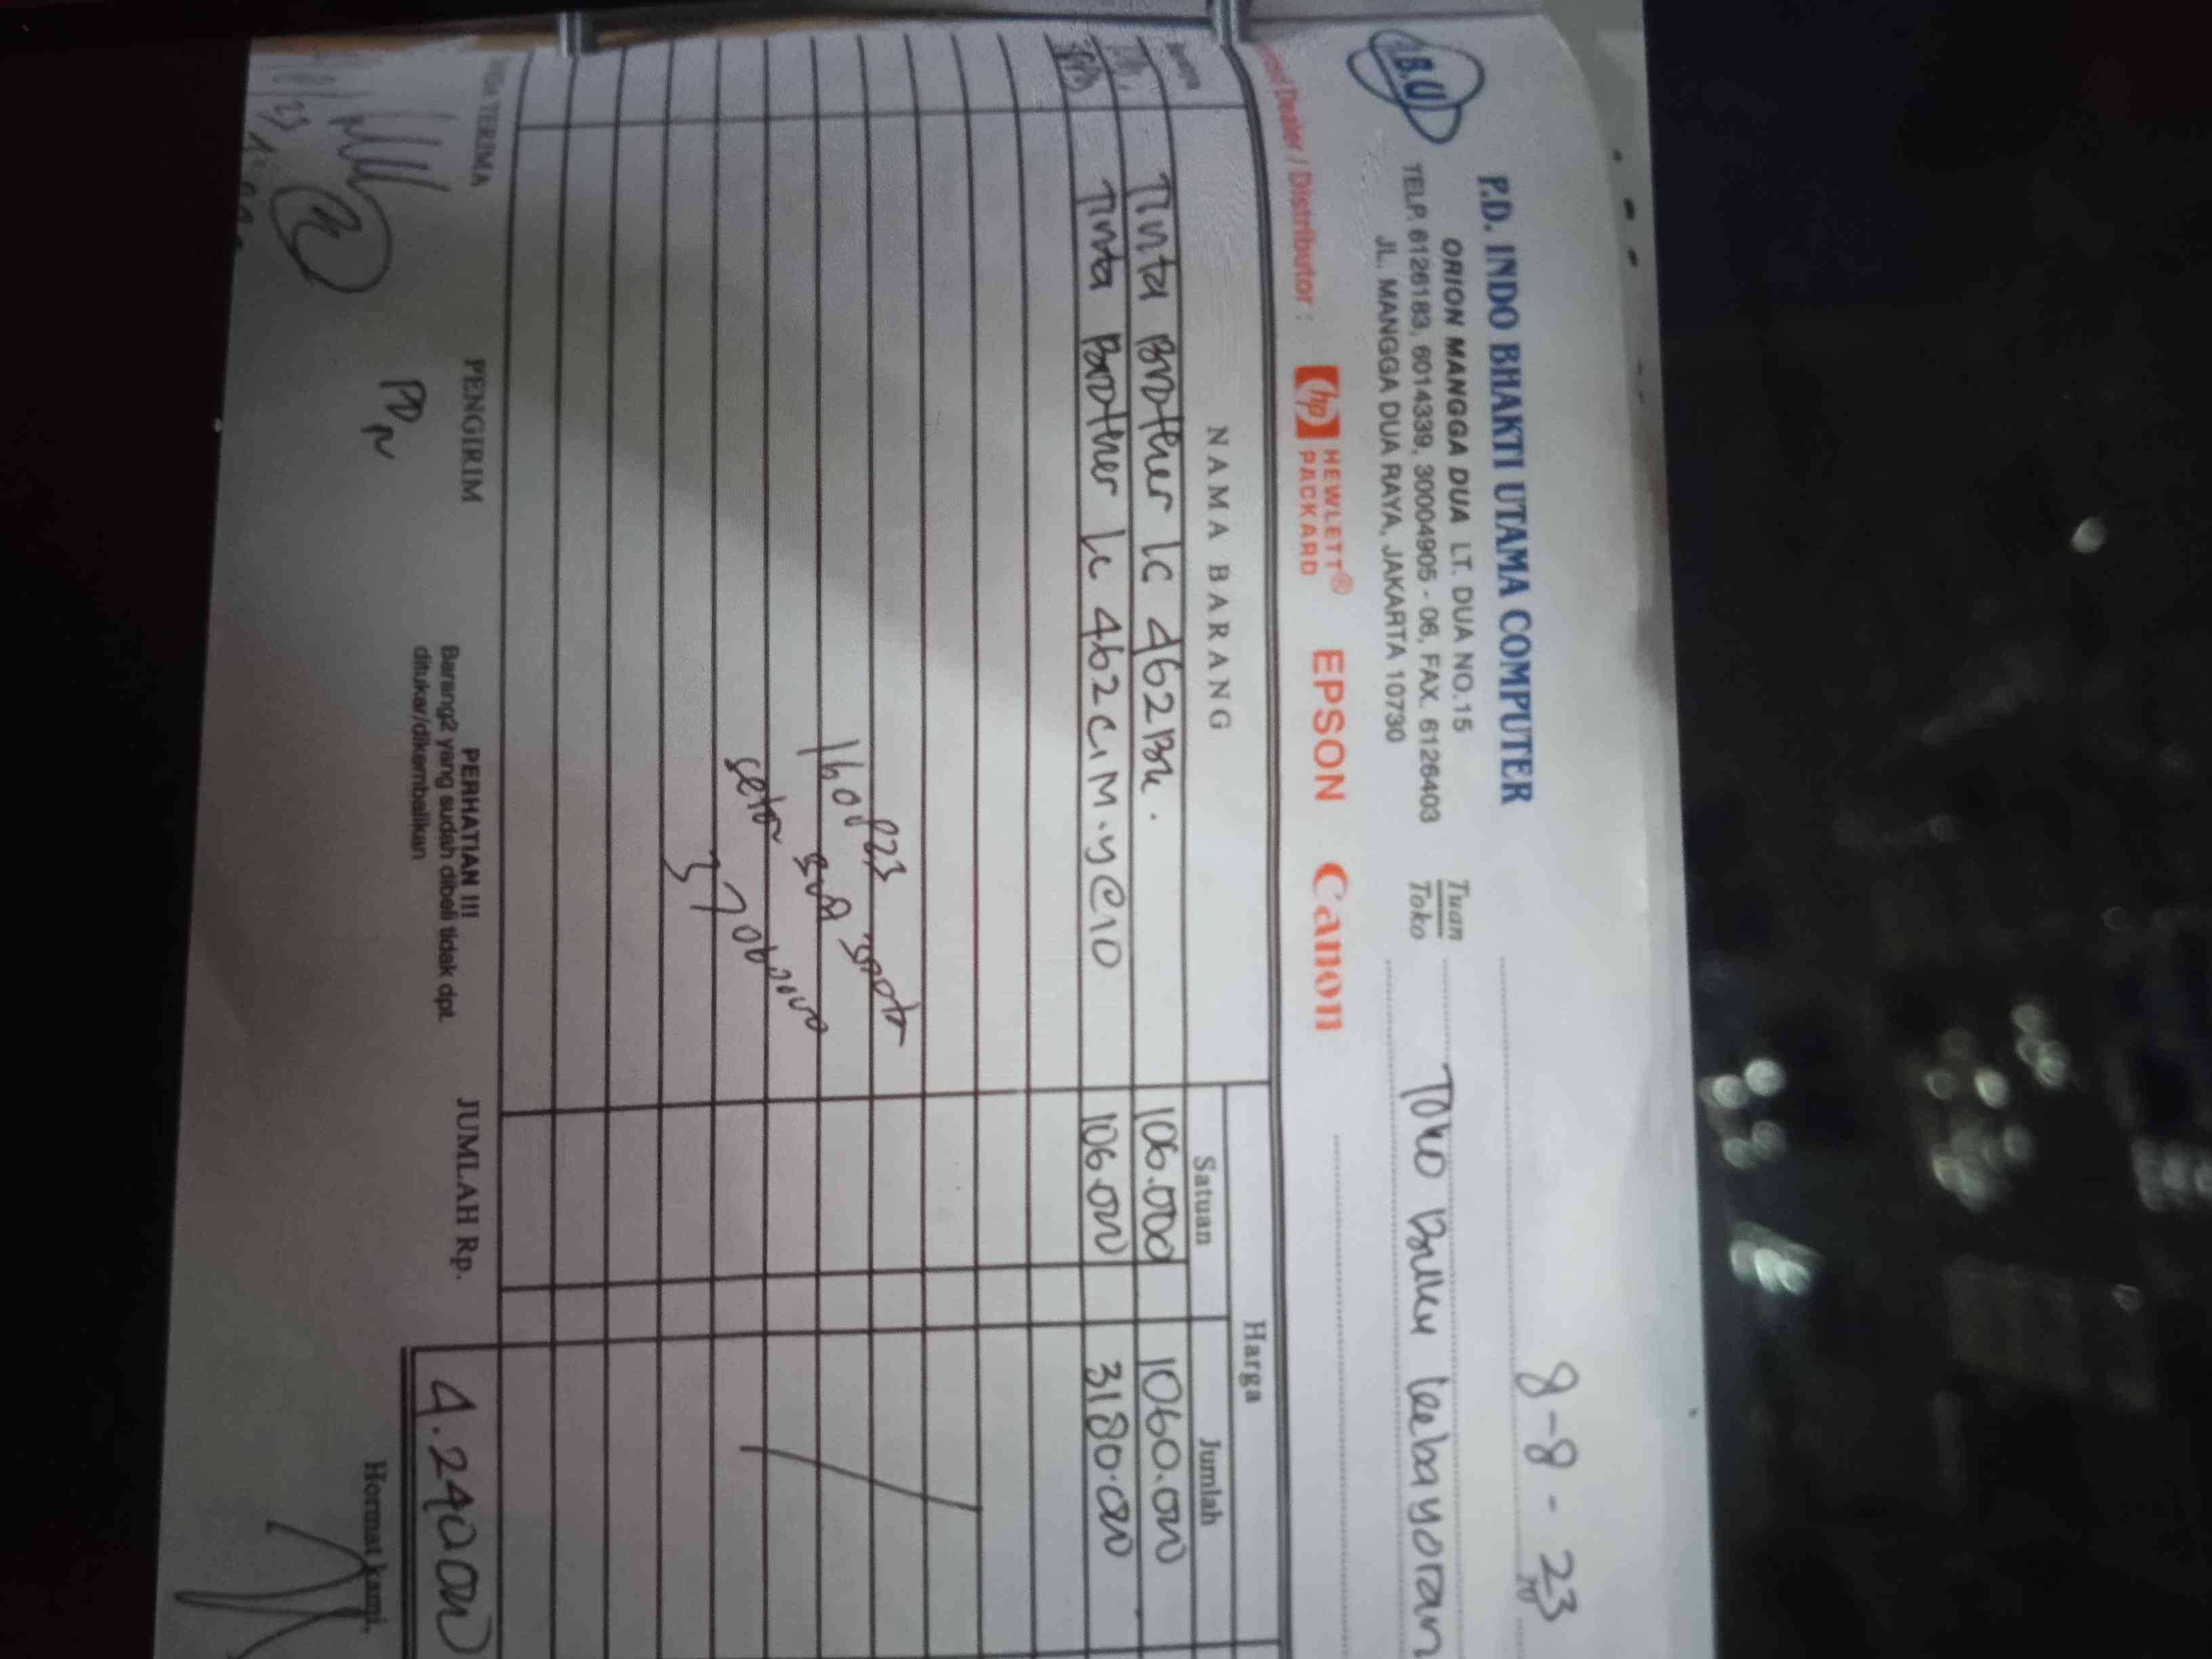 I.B.U
P.D. INDO BHAKTI UTAMA COMPUTER
ORION MANGGA DUA LT. DUA NO.15
TELP. 6126183, 6014339, 30004905 - 06, FAX. 6126403
JL. MANGGA DUA RAYA, JAKARTA 10730
8-8-23
Tuan
Toko
Toko Buku Kebayoran
Dealer / Distributor :
hp HEWLETT® PACKARD EPSON Canon
NAMA BARANG
Harga
Satuan
Jumlah
Tinta Brother LC 462BK. 106.000 1060.000
Tinta Brother LC 462C,M.Y@10 106.000 3180.000
TERIMA
PENGIRIM
PERHATIAN !!!
Barang2 yang sudah dibeli tidak dpt.
ditukar/dikembalikan
JUMLAH Rp.
4.240.000
Hormat kami,